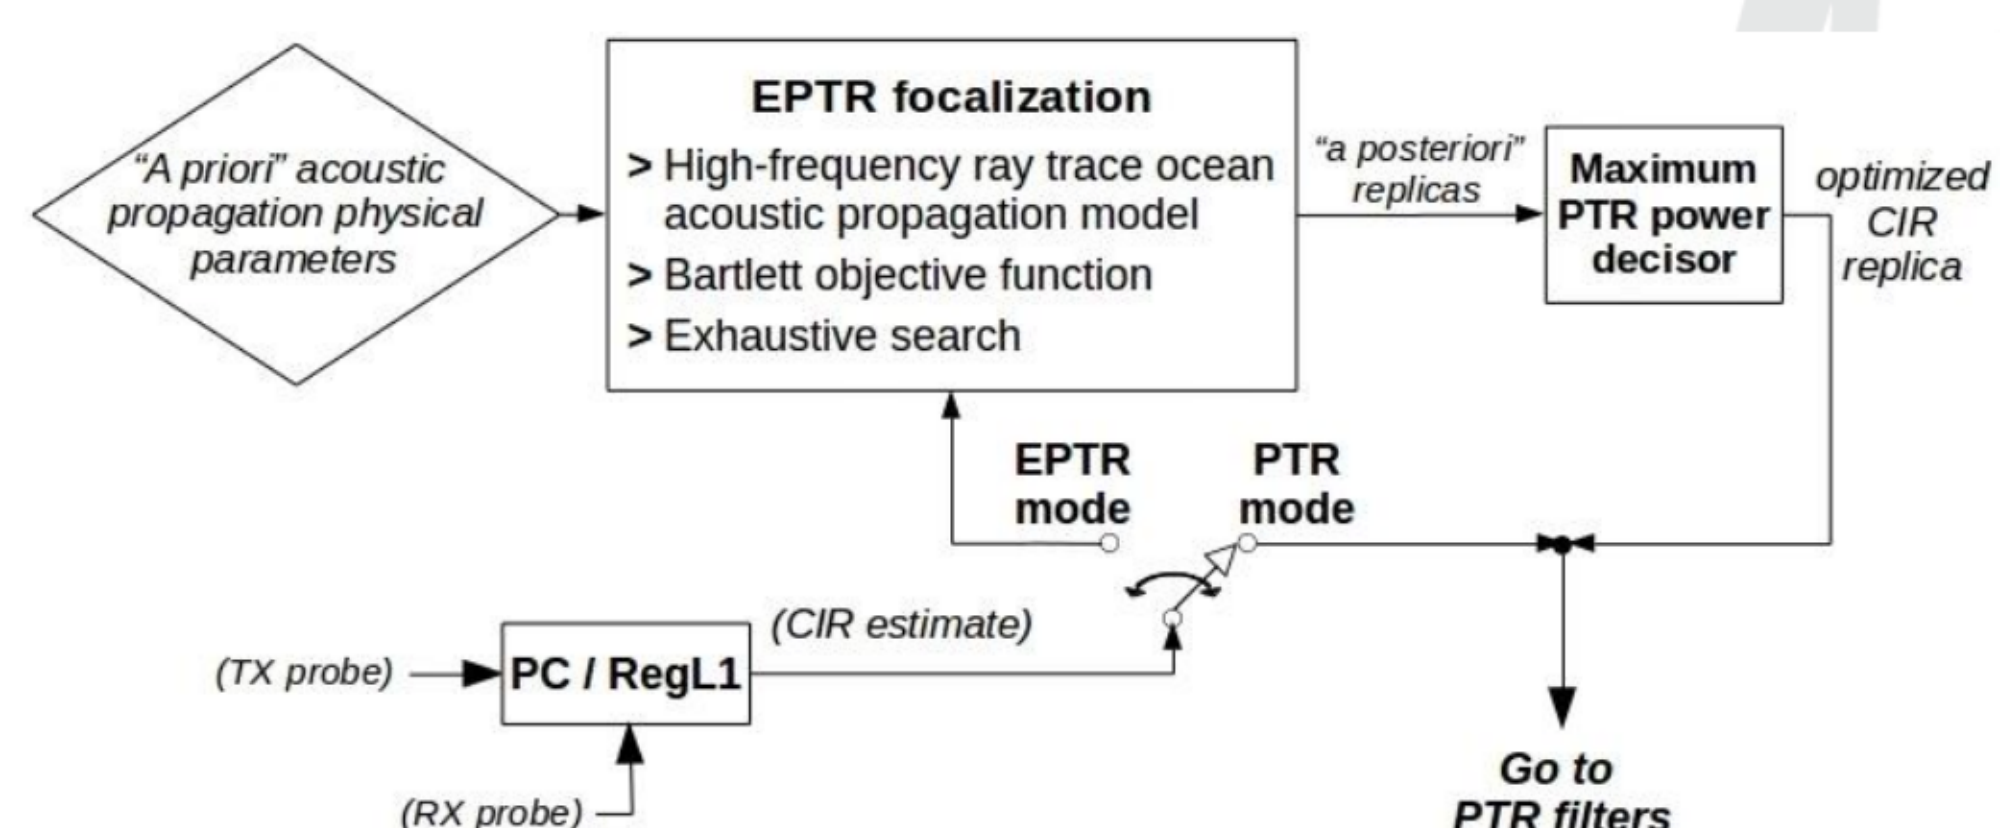 “A priori” acoustic
propagation physical
parameters
EPTR focalization
> High-frequency ray trace ocean
acoustic propagation model
> Bartlett objective function
> Exhaustive search
“a posteriori”
replicas
Maximum
PTR power
decisor
optimized
CIR
replica
EPTR
mode
PTR
mode
(CIR estimate)
(TX probe)
PC / RegL1
(RX probe)
Go to
PTR filters